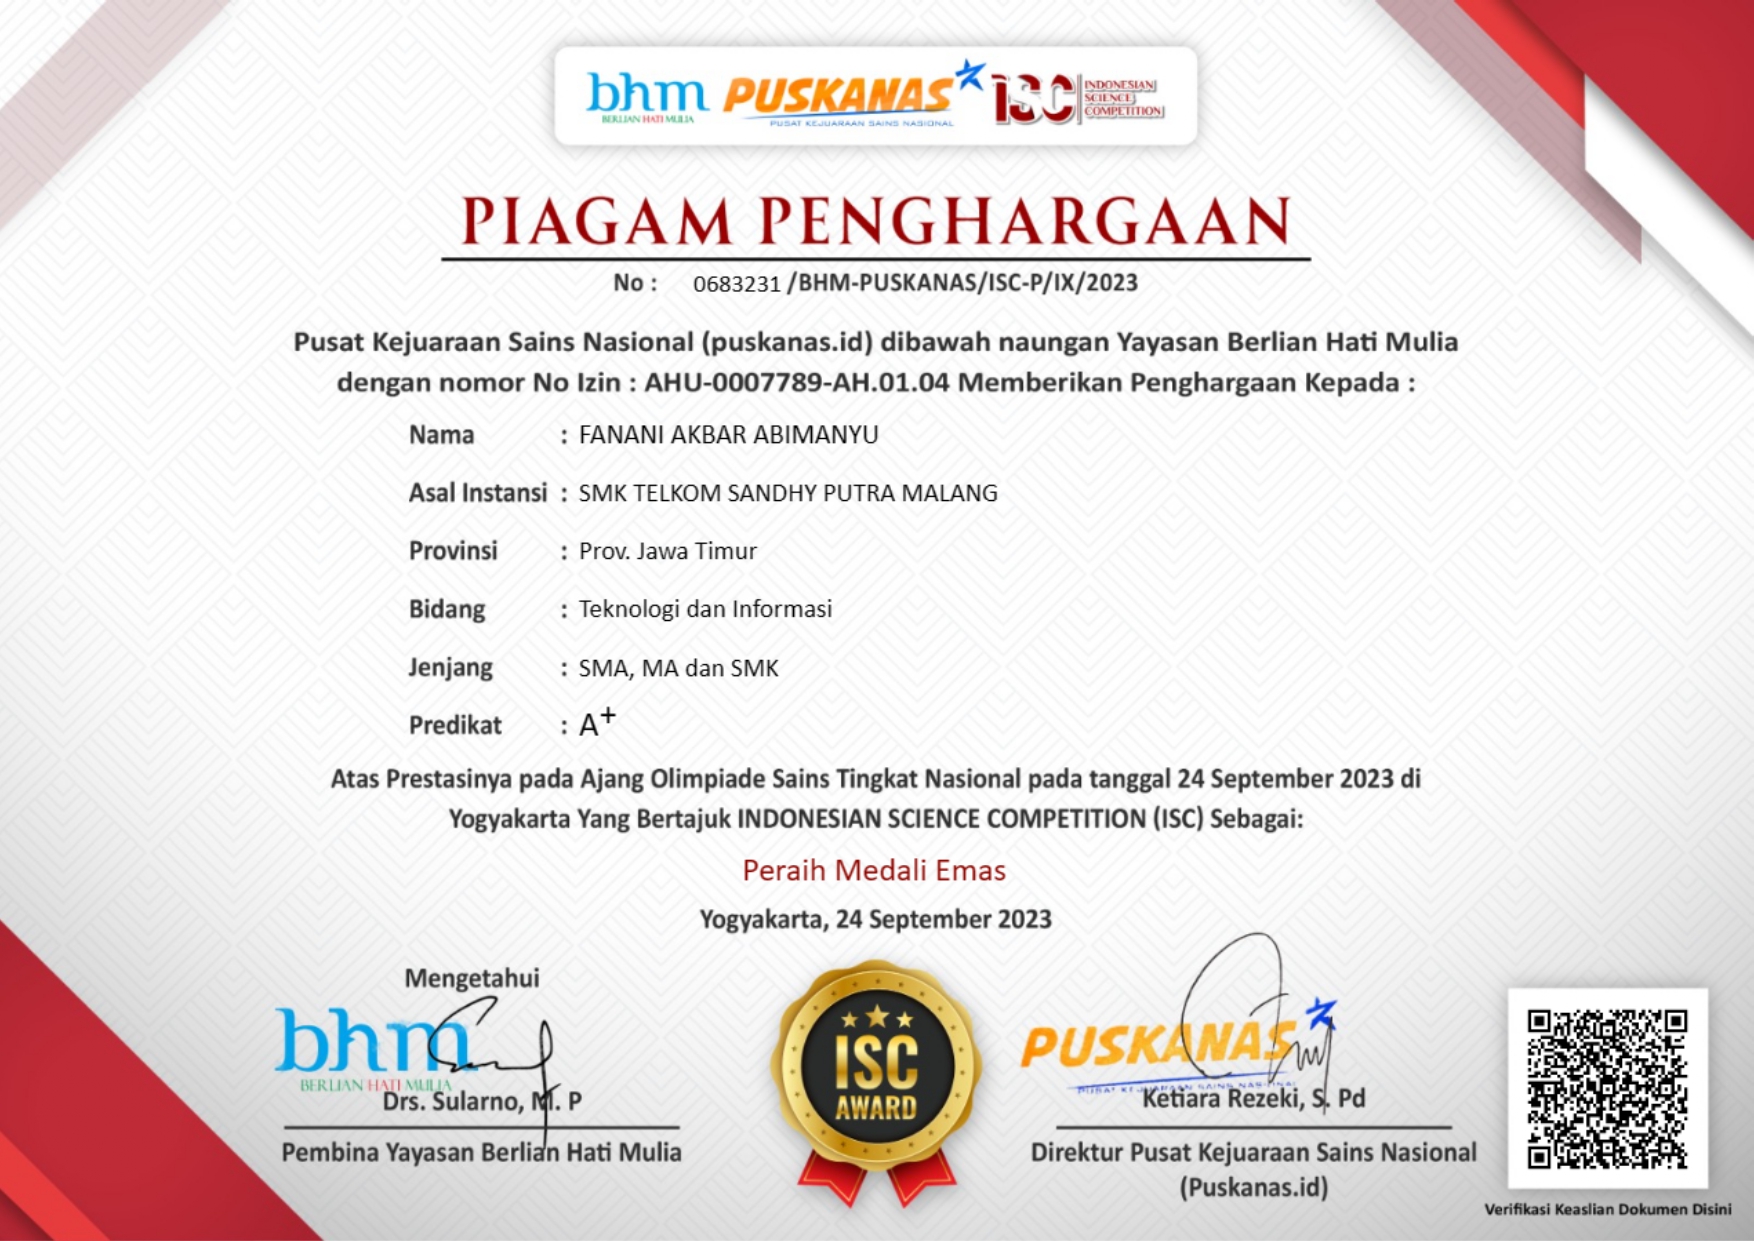 bhm PUSKANAS ISC INDONESIAN
BERLIAN HATI MULIA PUSAT KEJUARAAN SAINS NASIONAL SCIENCE
COMPETITION
PIAGAM PENGHARGAAN
No : 0683231 /BHM-PUSKANAS/ISC-P/IX/2023
Pusat Kejuaraan Sains Nasional (puskanas.id) dibawah naungan Yayasan Berlian Hati Mulia
dengan nomor No Izin : AHU-0007789-AH.01.04 Memberikan Penghargaan Kepada :
Nama : FANANI AKBAR ABIMANYU
Asal Instansi : SMK TELKOM SANDHY PUTRA MALANG
Provinsi : Prov. Jawa Timur
Bidang : Teknologi dan Informasi
Jenjang : SMA, MA dan SMK
Predikat : A+
Atas Prestasinya pada Ajang Olimpiade Sains Tingkat Nasional pada tanggal 24 September 2023 di
Yogyakarta Yang Bertajuk INDONESIAN SCIENCE COMPETITION (ISC) Sebagai:
Peraih Medali Emas
Yogyakarta, 24 September 2023
Mengetahui
bhm
BERLIAN HATI MULIA
Drs. Sularno, M. P
Pembina Yayasan Berlian Hati Mulia
ISC
AWARD
PUSKANAS
PUSAT KEJUARAAN SAINS NASIONAL
Ketiara Rezeki, S. Pd
Direktur Pusat Kejuaraan Sains Nasional
(Puskanas.id)
Verifikasi Keaslian Dokumen Disini